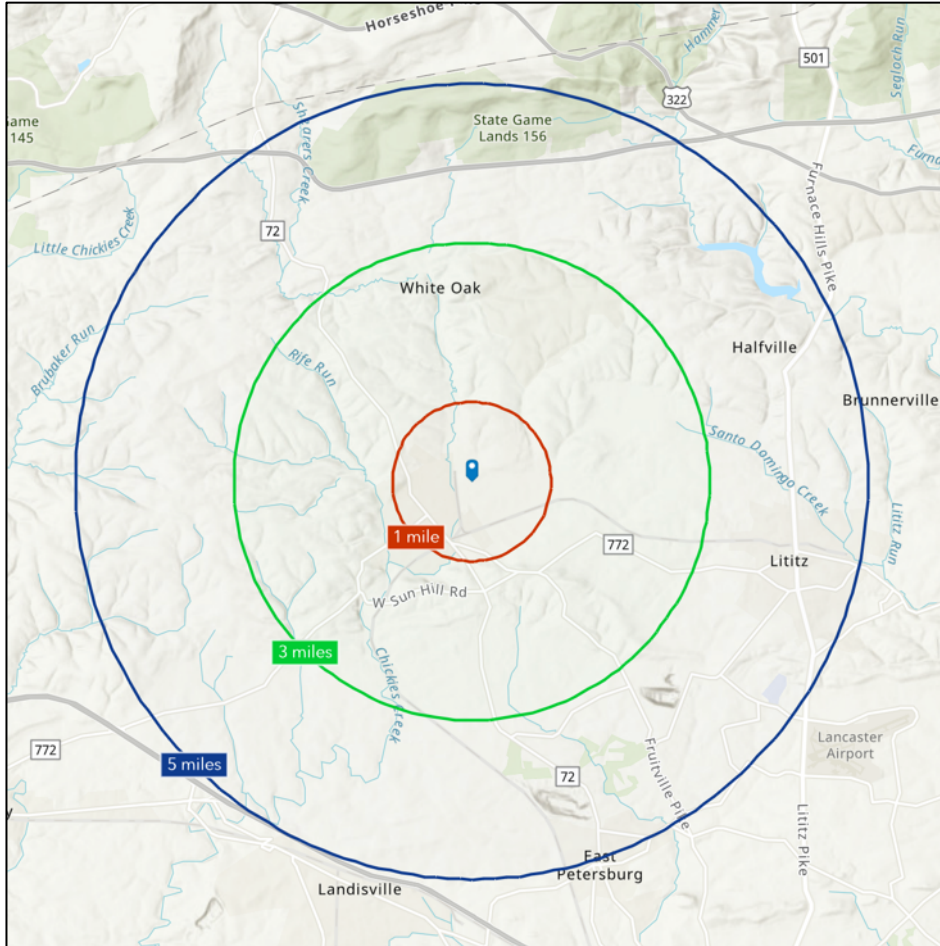 Horseshoe
Hammer
501
Segloch Run
322
ame
145
State Game
Lands 156
Shearers Creek
Furnace Hills Pike
72
Little Chickies Creek
White Oak
Brubaker Run
Rife Run
Halfville
Brunnerville
Santo Domingo Creek
Lititz Run
1 mile
772
Lititz
W Sun Hill Rd
3 miles
Chickies Creek
772
5 miles
Lancaster
Airport
72
Fruitville Pike
Lititz Pike
y
East
Petersburg
Landisville